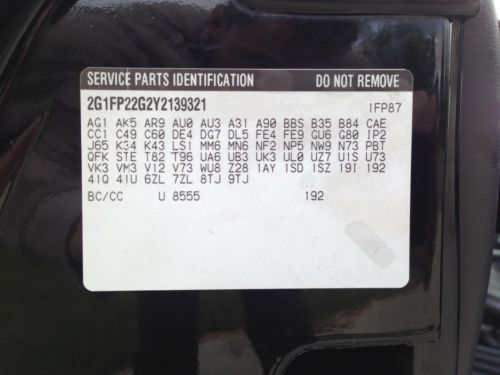 SERVICE PARTS IDENTIFICATION DO NOT REMOVE
2G1FP22G2Y2139321 1FP87
AG1 AK5 AR9 AU0 AU3 A31 A90 BBS B35 B84 CAE
CC1 C49 C60 DE4 DG7 DL5 FE4 FE9 GU6 G80 IP2
J65 K34 K43 LS1 MM6 MN6 NF2 NP5 NW9 N73 PBT
QFK STE T82 T96 UA6 UB3 UK3 UL0 UZ7 U1S U73
VK3 VM3 V12 V73 WU8 Z28 1AY 1SD 1SZ 19I 192
41Q 41U 6ZL 7ZL 8TJ 9TJ
BC/CC U 8555 192